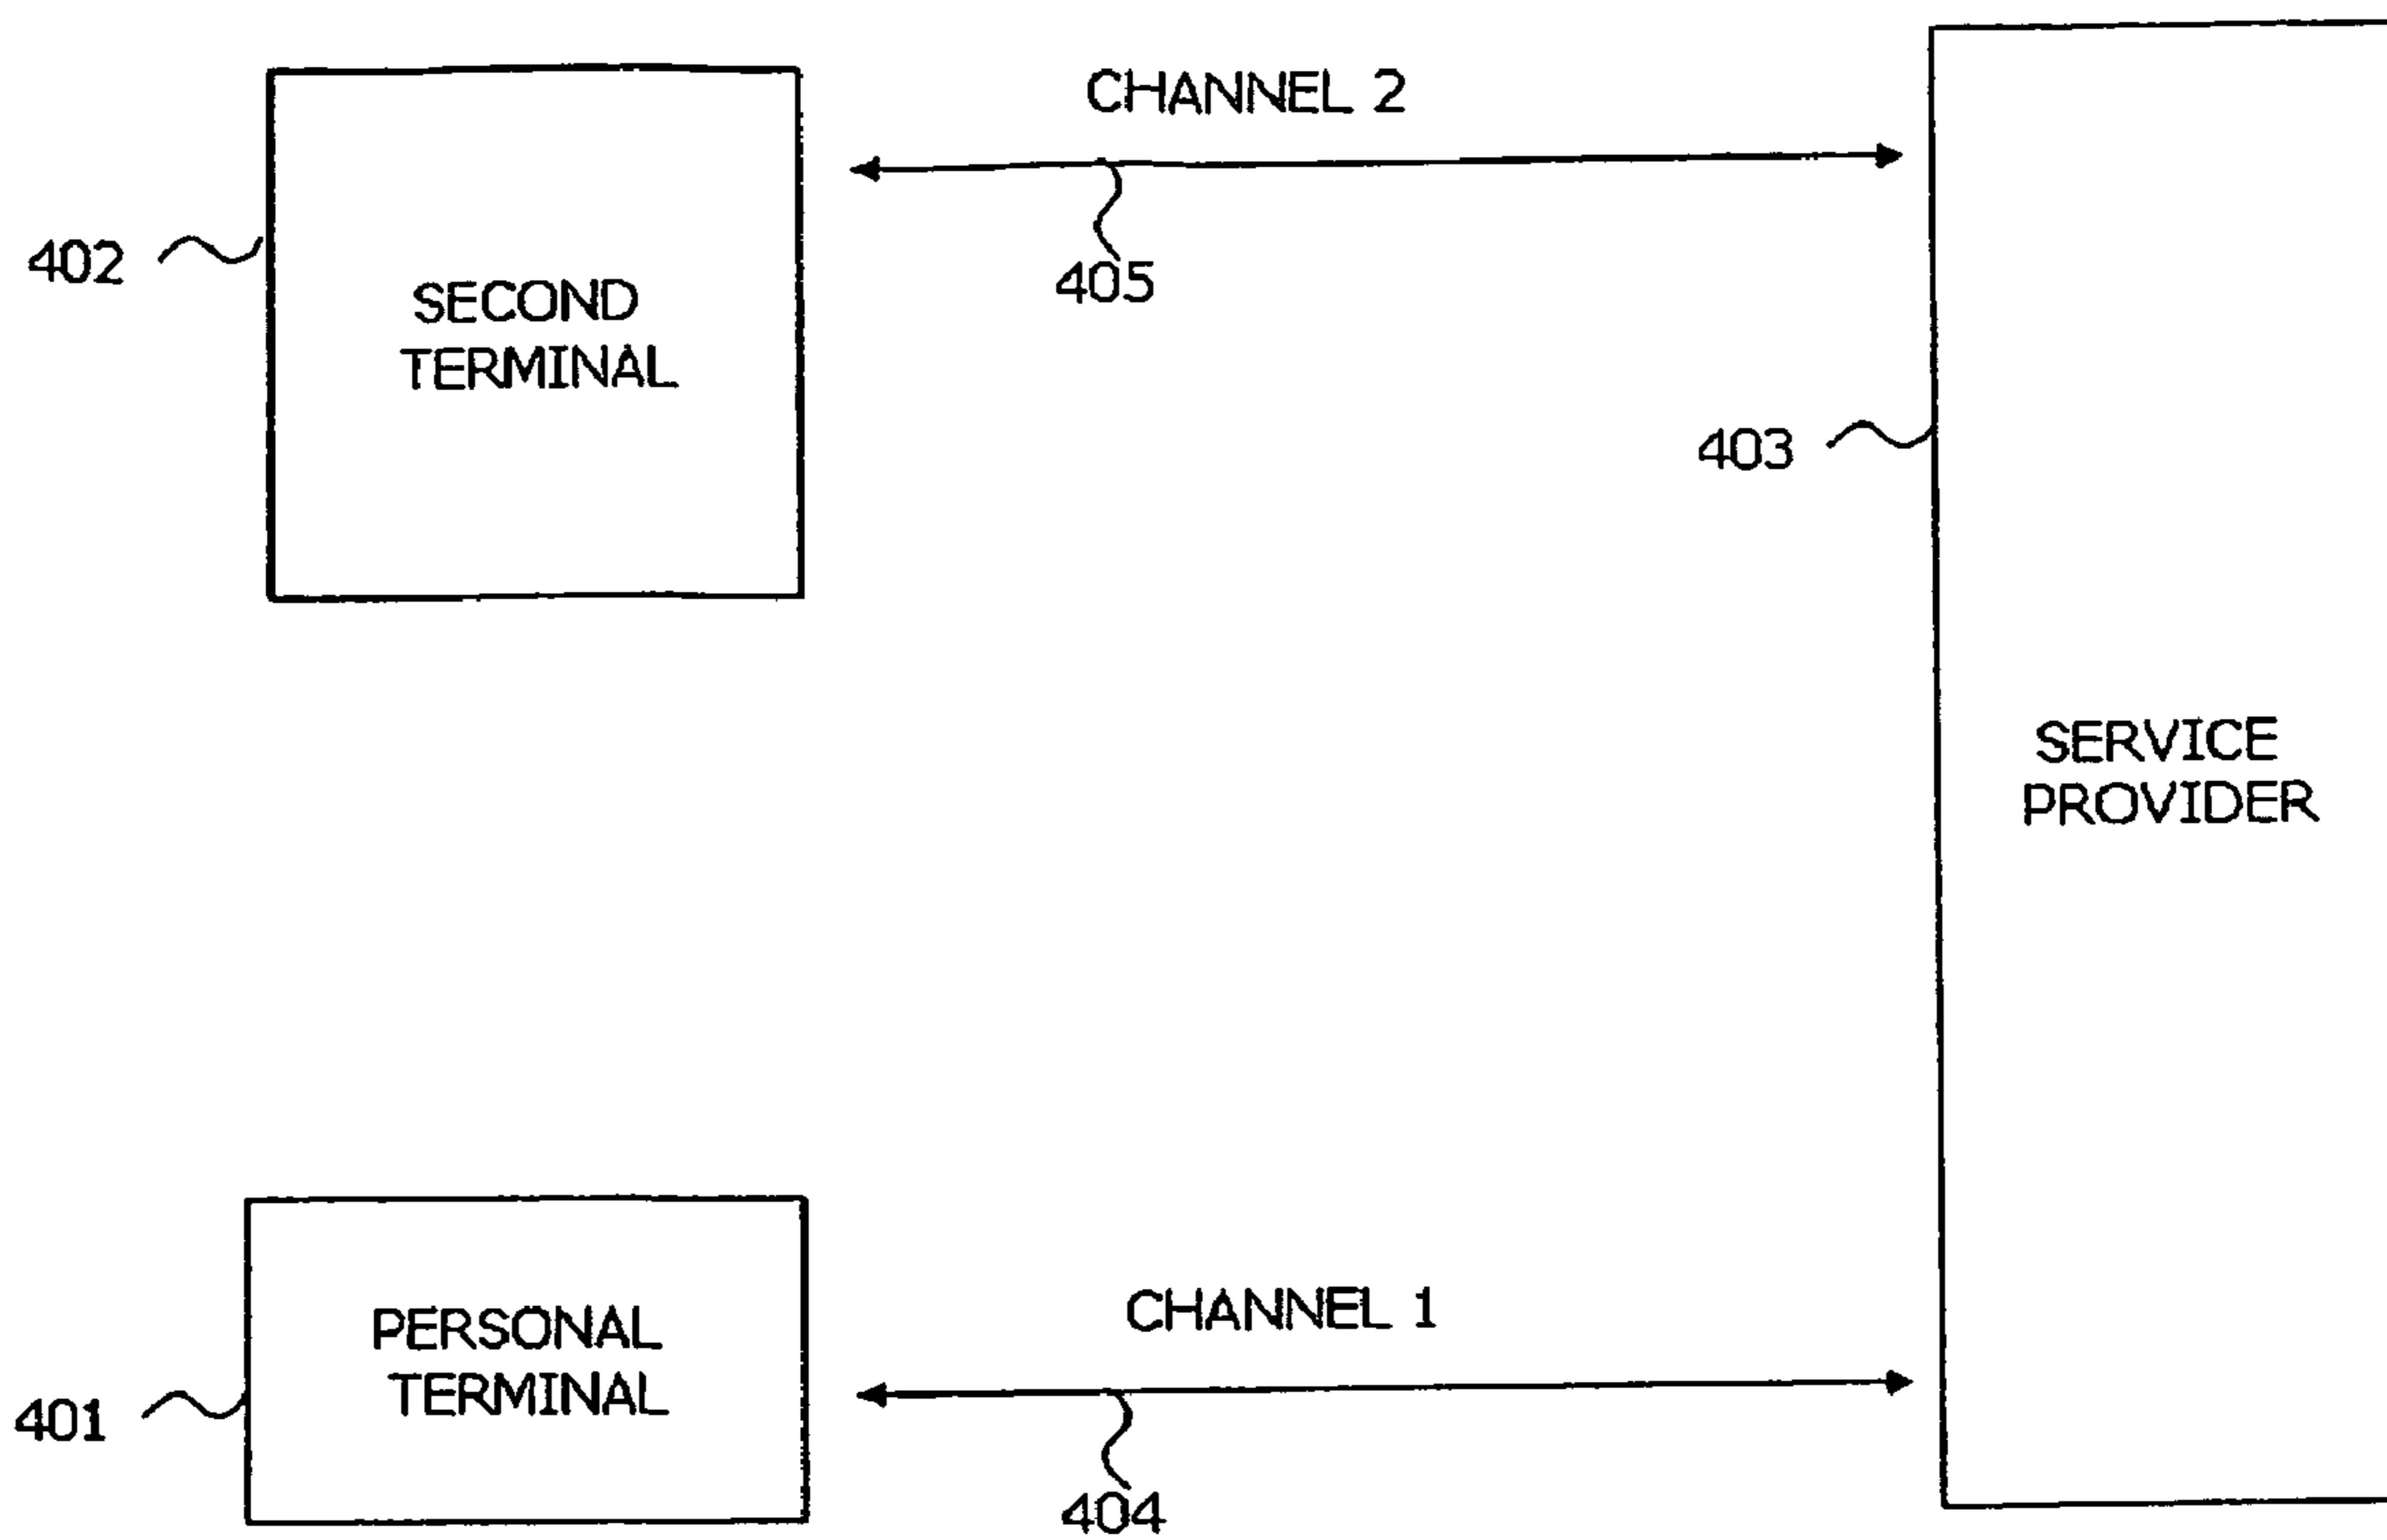 CHANNEL 2
402
405
SECOND
TERMINAL
403
SERVICE
PROVIDER
PERSONAL
TERMINAL
CHANNEL 1
401
404